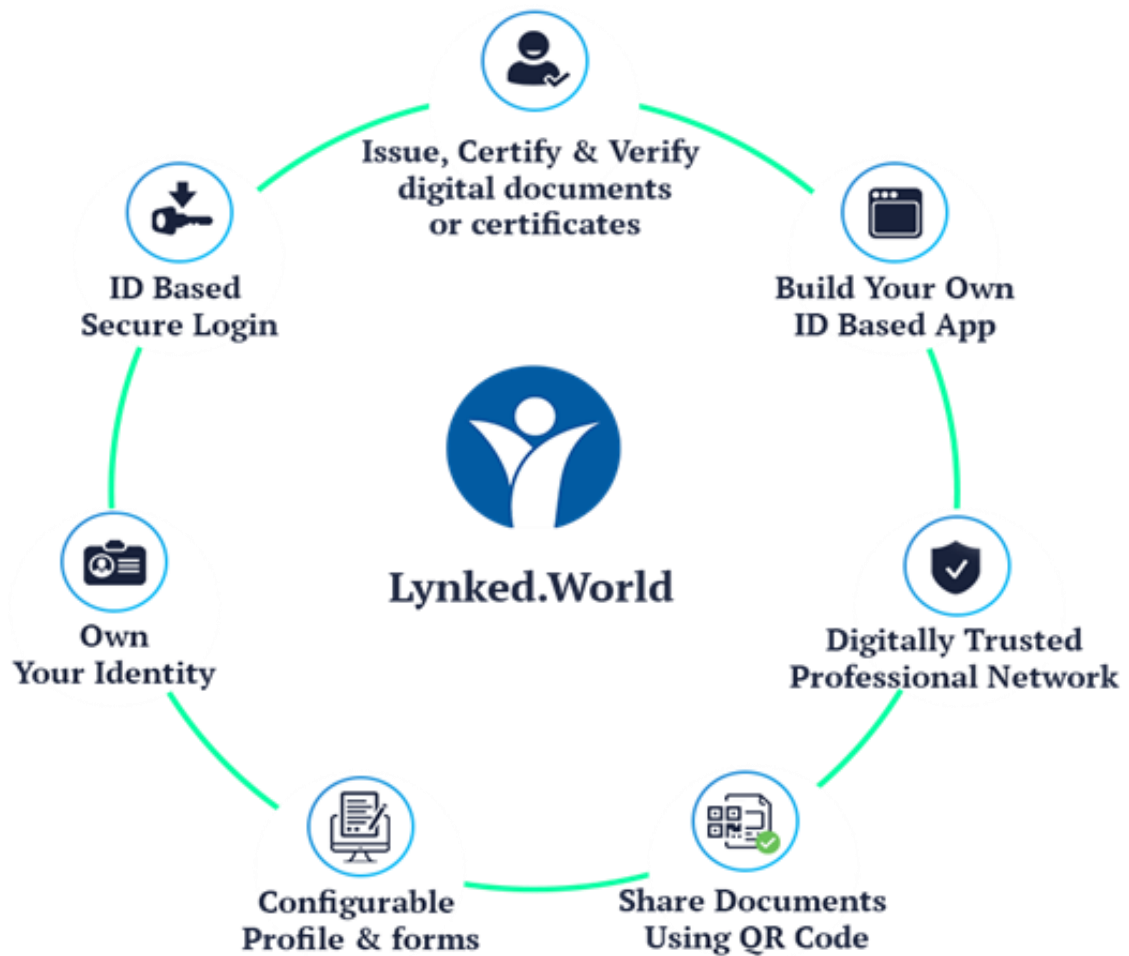 Issue, Certify & Verify
digital documents
or certificates
ID Based
Secure Login
Build Your Own
ID Based App
Lynked.World
Own
Your Identity
Digitally Trusted
Professional Network
Configurable
Profile & forms
Share Documents
Using QR Code